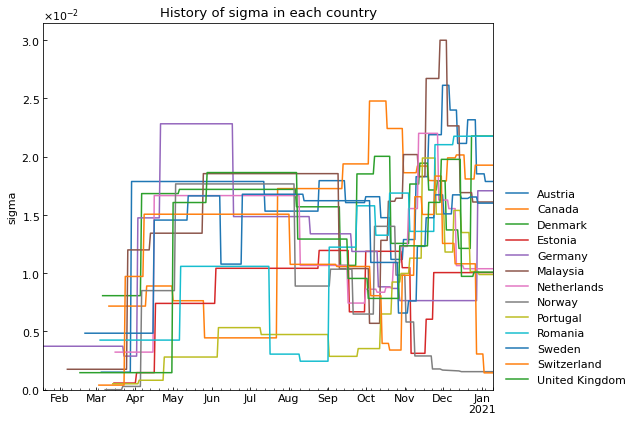 History of sigma in each country
×10⁻²
3.0
2.5
2.0
1.5
1.0
0.5
0.0
sigma
Feb Mar Apr May Jun Jul Aug Sep Oct Nov Dec Jan
2021
Austria
Canada
Denmark
Estonia
Germany
Malaysia
Netherlands
Norway
Portugal
Romania
Sweden
Switzerland
United Kingdom